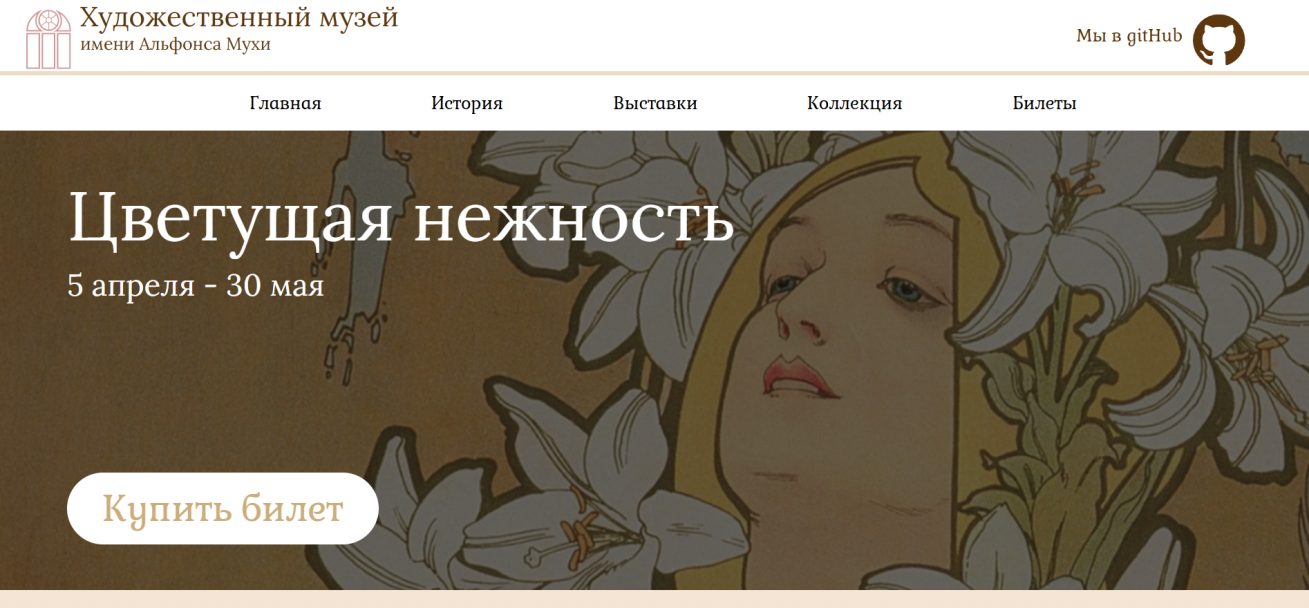 Художественный музей
имени Альфонса Мухи
Мы в gitHub
Главная История Выставки Коллекция Билеты
Цветущая нежность
5 апреля - 30 мая
Купить билет